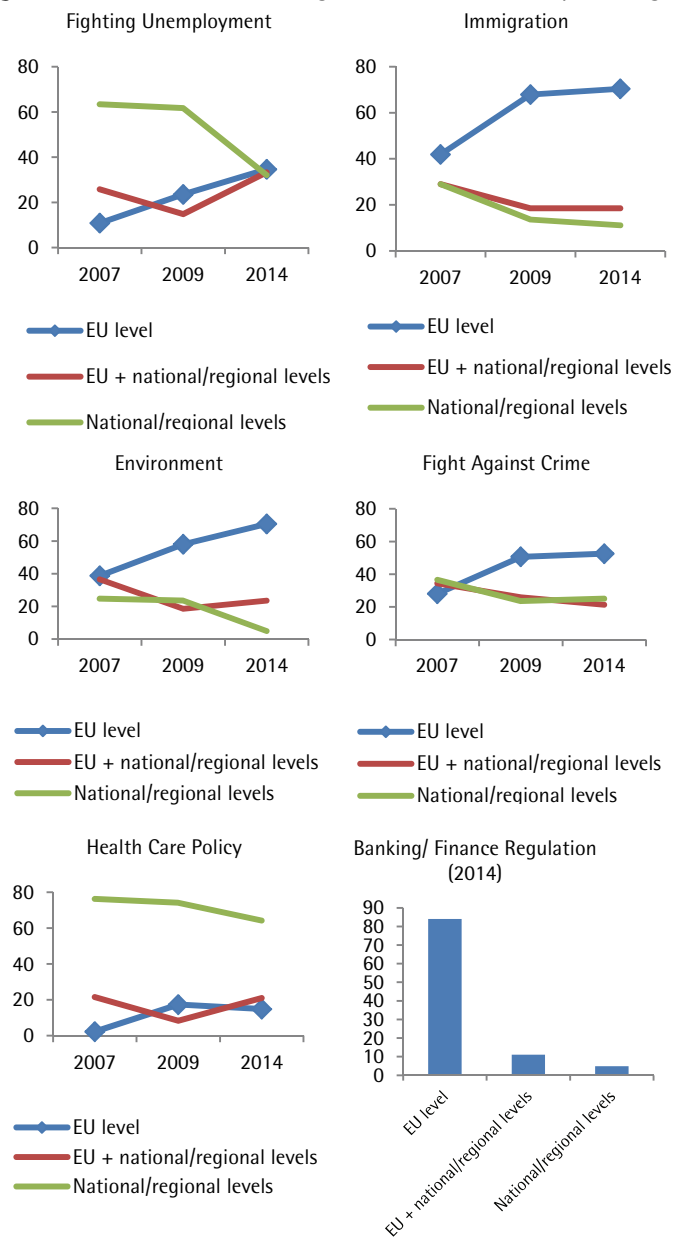 Fighting Unemployment
80
60
40
20
0
2007 2009 2014
EU level
EU + national/regional levels
National/regional levels
Immigration
80
60
40
20
0
2007 2009 2014
EU level
EU + national/regional levels
National/regional levels
Environment
80
60
40
20
0
2007 2009 2014
EU level
EU + national/regional levels
National/regional levels
Fight Against Crime
80
60
40
20
0
2007 2009 2014
EU level
EU + national/regional levels
National/regional levels
Health Care Policy
80
60
40
20
0
2007 2009 2014
EU level
EU + national/regional levels
National/regional levels
Banking/ Finance Regulation
(2014)
90
80
70
60
50
40
30
20
10
0
EU level
EU + national/regional levels
National/regional levels